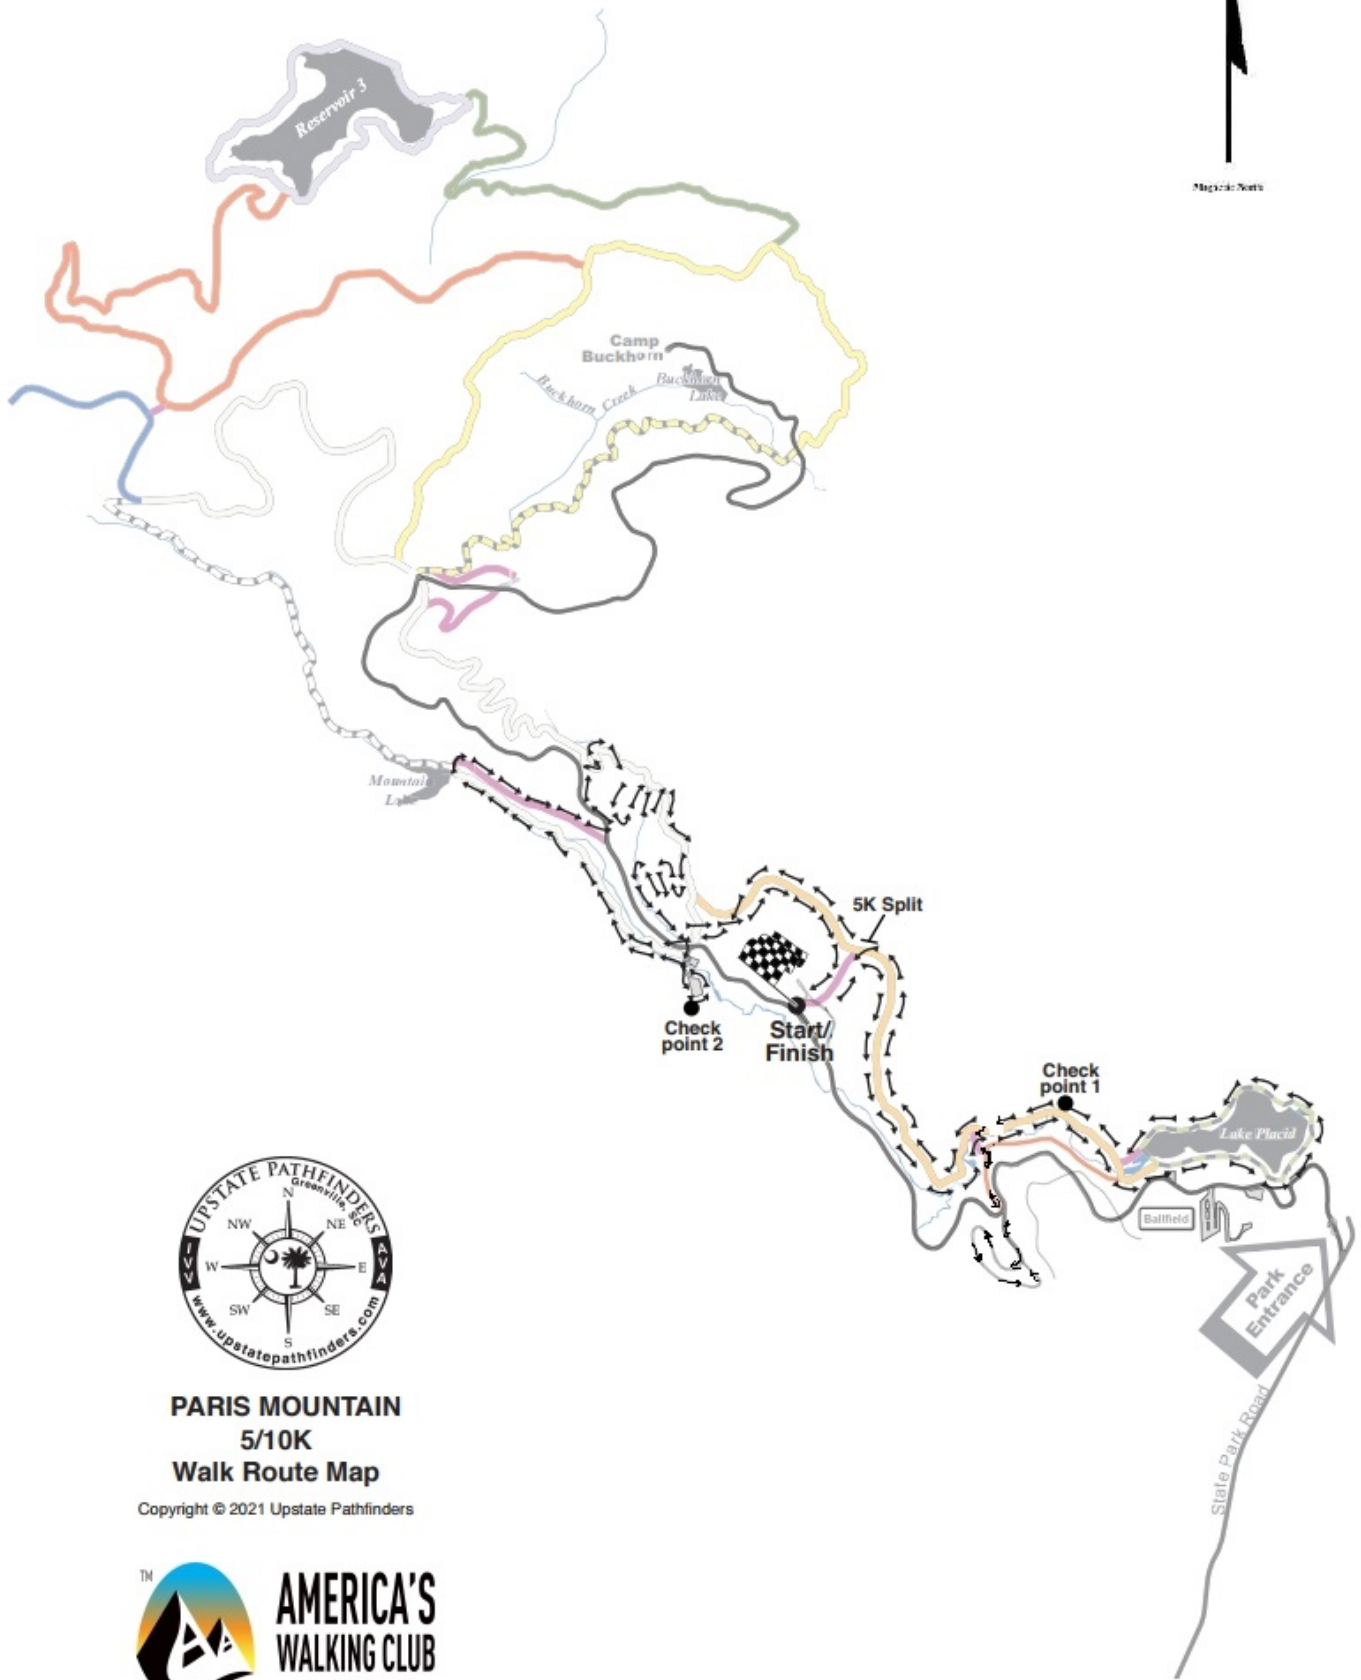 Reservoir 3
Magnetic North
Camp
Buckhorn
Buckhorn
Lake
Buckhorn Creek
Mountain
Lake
5K Split
Check
point 2
Start/
Finish
Check
point 1
Lake Placid
Ballfield
Park
Entrance
State Park Road
UPSTATE PATHFINDERS
Greenville, SC
N
NW
NE
IVV
W
E
AVA
SW
SE
S
www.upstatepathfinders.com
PARIS MOUNTAIN
5/10K
Walk Route Map
Copyright © 2021 Upstate Pathfinders
TM
AMERICA'S
WALKING CLUB